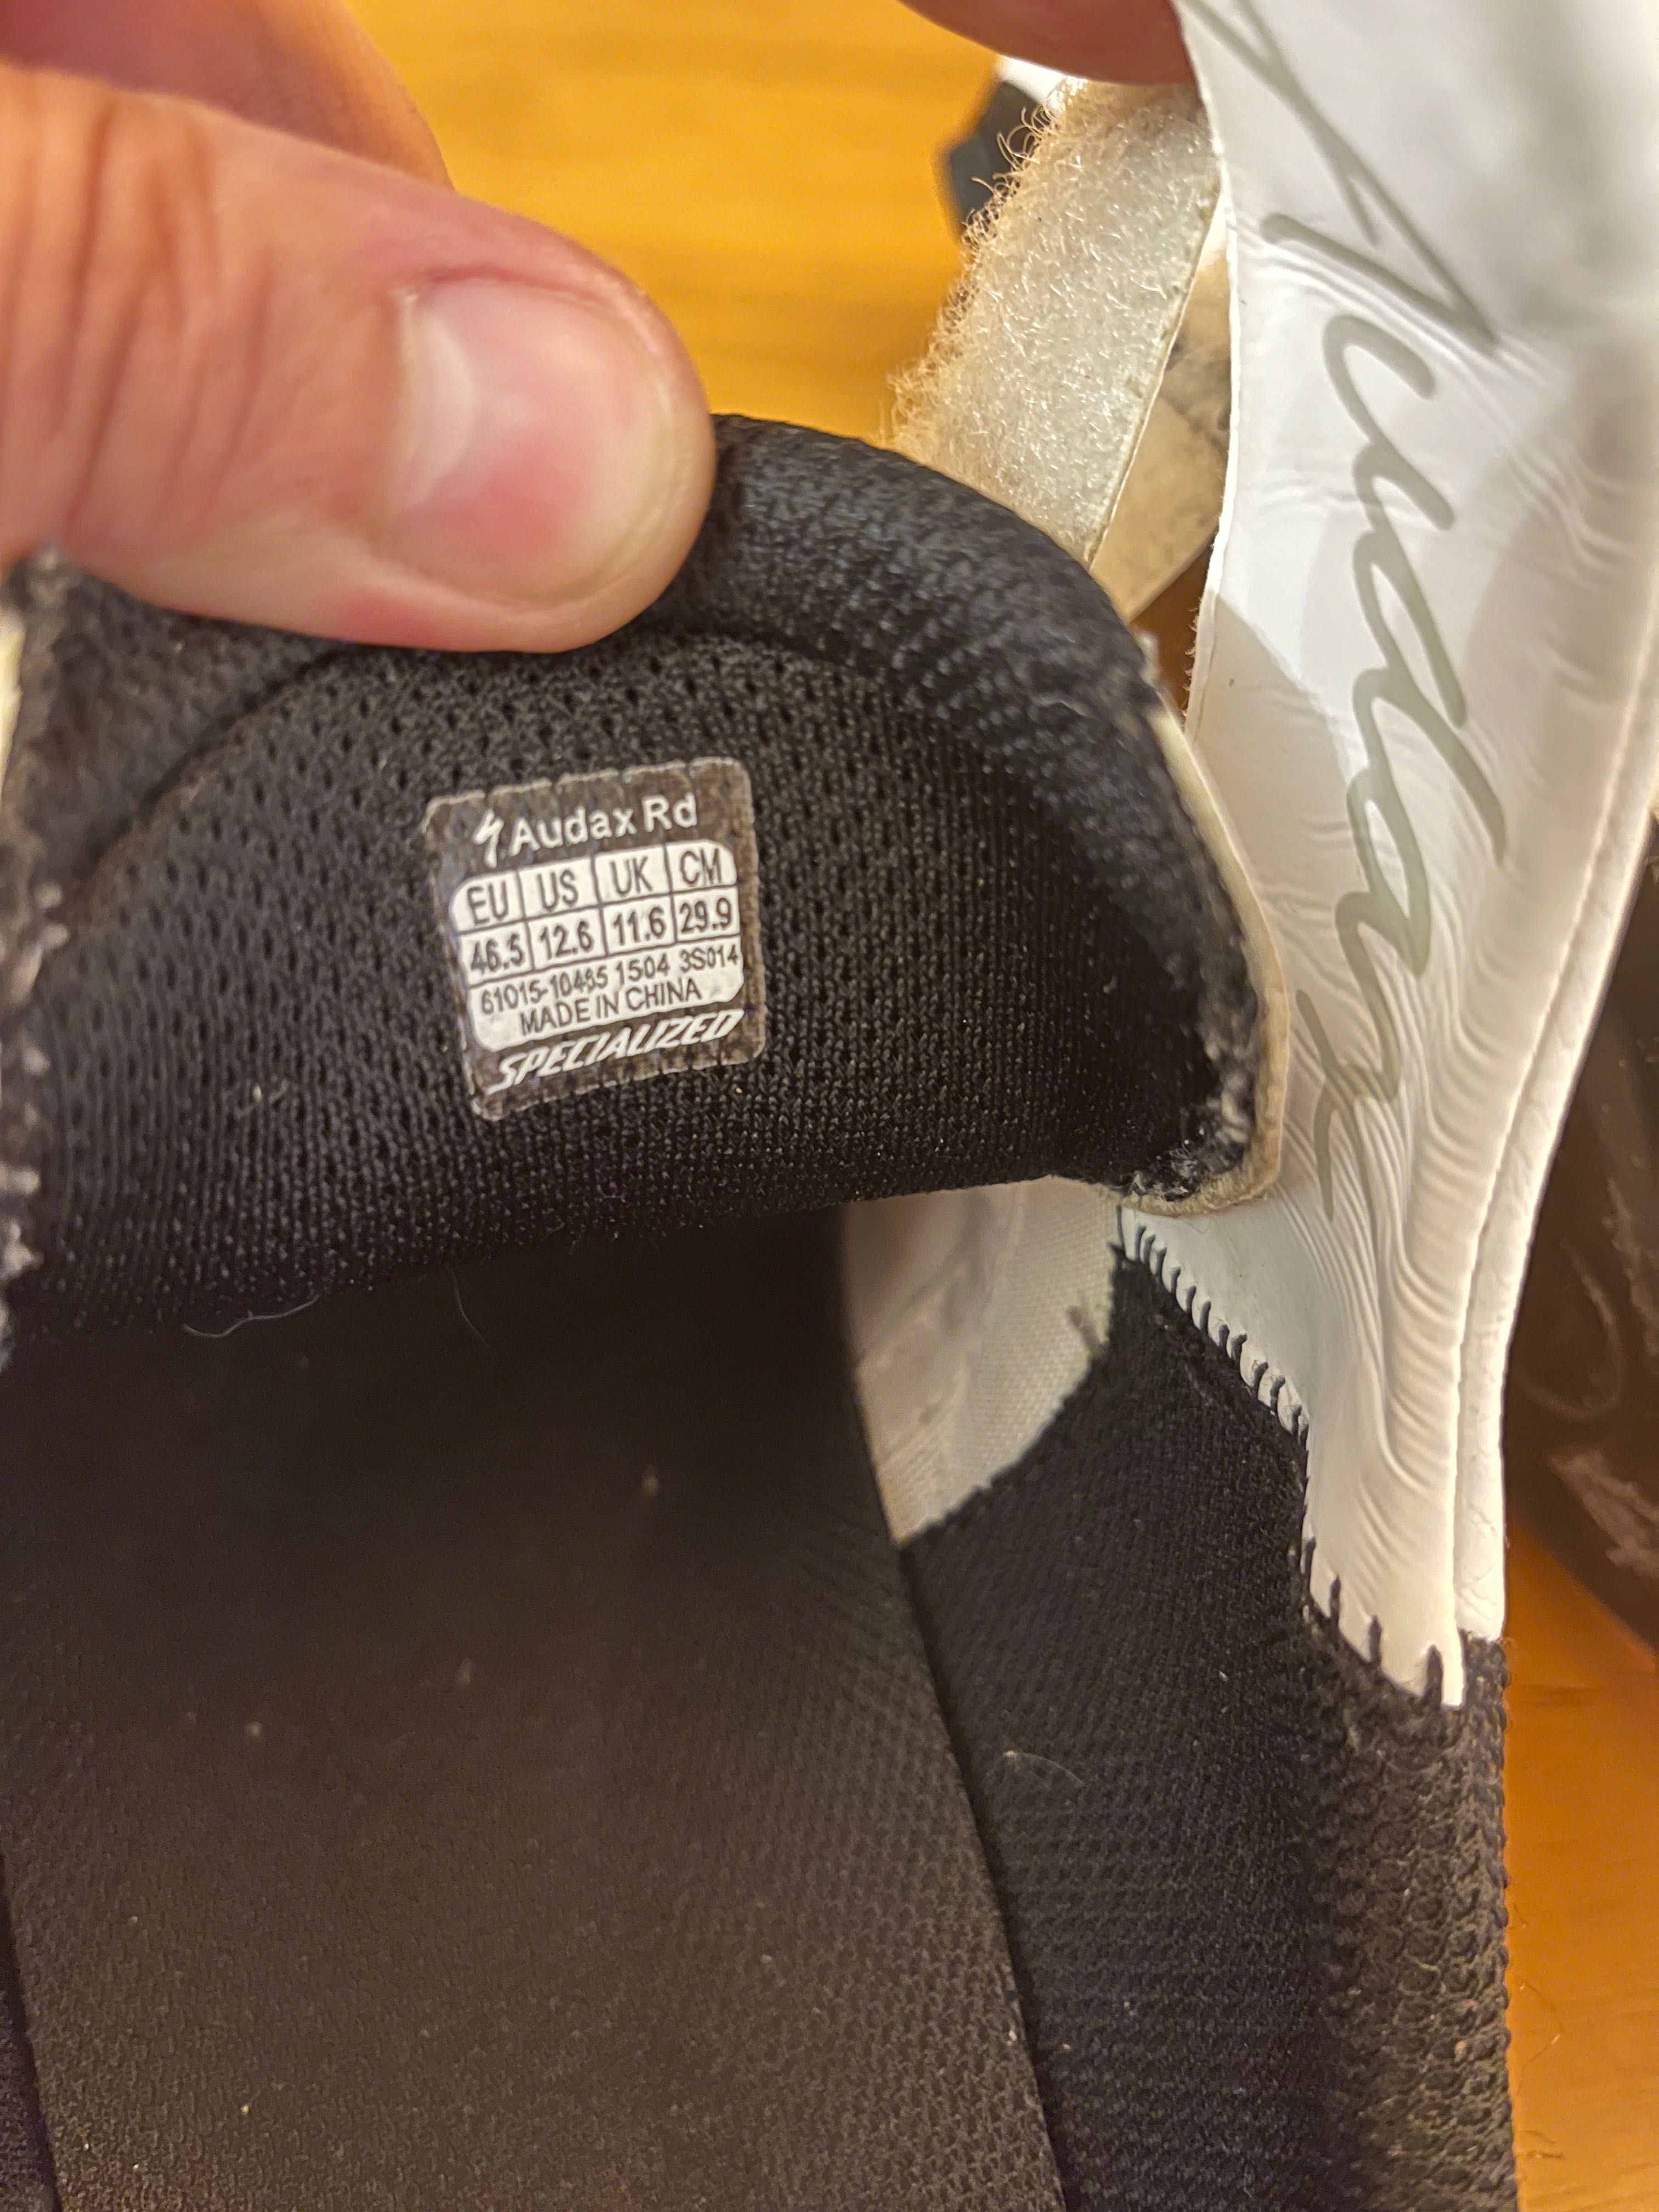 Audax Rd
EU US UK CM
46.5 12.6 11.6 29.9
61015-10465 1504 3S014
MADE IN CHINA
SPECIALIZED
Audax